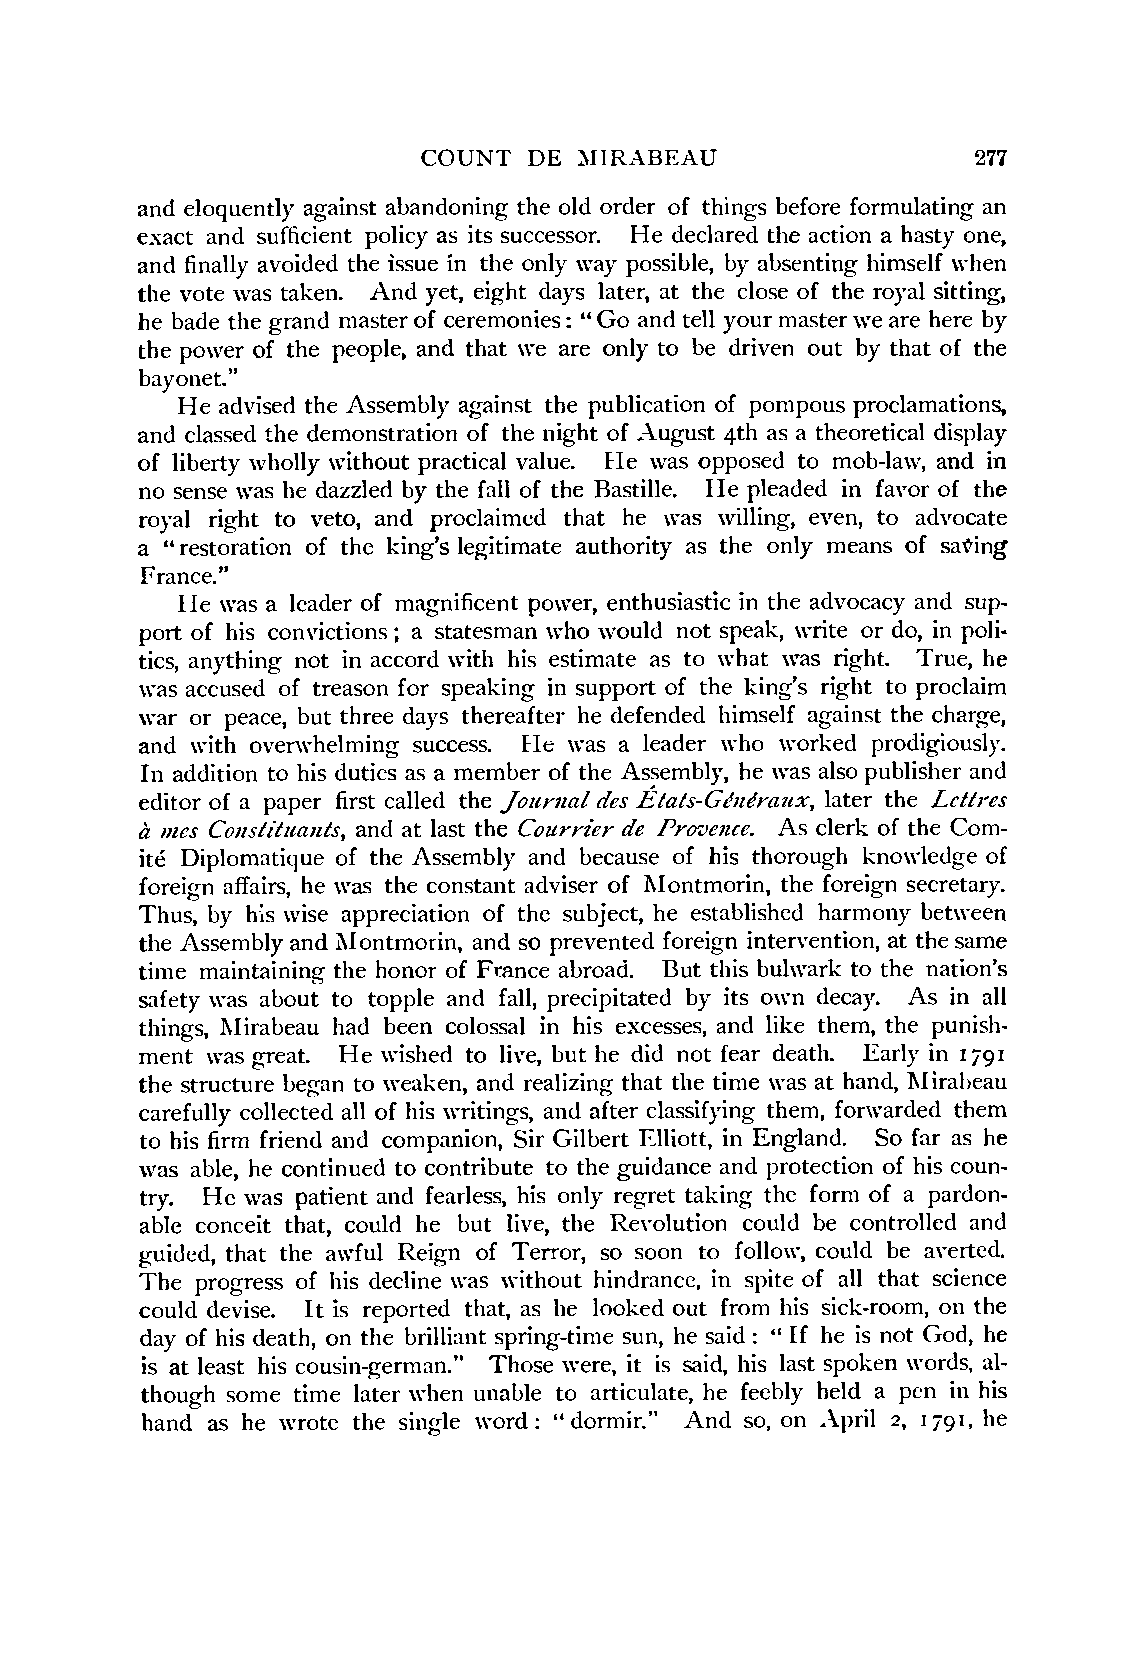 COUNT DE MIRABEAU 277
and eloquently against abandoning the old order of things before formulating an
exact and sufficient policy as its successor. He declared the action a hasty one,
and finally avoided the issue in the only way possible, by absenting himself when
the vote was taken. And yet, eight days later, at the close of the royal sitting,
he bade the grand master of ceremonies: "Go and tell your master we are here by
the power of the people, and that we are only to be driven out by that of the
bayonet."
He advised the Assembly against the publication of pompous proclamations,
and classed the demonstration of the night of August 4th as a theoretical display
of liberty wholly without practical value. He was opposed to mob-law, and in
no sense was he dazzled by the fall of the Bastille. He pleaded in favor of the
royal right to veto, and proclaimed that he was willing, even, to advocate
a "restoration of the king's legitimate authority as the only means of saving
France."
He was a leader of magnificent power, enthusiastic in the advocacy and sup-
port of his convictions; a statesman who would not speak, write or do, in poli-
tics, anything not in accord with his estimate as to what was right. True, he
was accused of treason for speaking in support of the king's right to proclaim
war or peace, but three days thereafter he defended himself against the charge,
and with overwhelming success. He was a leader who worked prodigiously.
In addition to his duties as a member of the Assembly, he was also publisher and
editor of a paper first called the Journal des États-Généraux, later the Lettres
à mes Constituants, and at last the Courrier de Provence. As clerk of the Com-
ité Diplomatique of the Assembly and because of his thorough knowledge of
foreign affairs, he was the constant adviser of Montmorin, the foreign secretary.
Thus, by his wise appreciation of the subject, he established harmony between
the Assembly and Montmorin, and so prevented foreign intervention, at the same
time maintaining the honor of France abroad. But this bulwark to the nation's
safety was about to topple and fall, precipitated by its own decay. As in all
things, Mirabeau had been colossal in his excesses, and like them, the punish-
ment was great. He wished to live, but he did not fear death. Early in 1791
the structure began to weaken, and realizing that the time was at hand, Mirabeau
carefully collected all of his writings, and after classifying them, forwarded them
to his firm friend and companion, Sir Gilbert Elliott, in England. So far as he
was able, he continued to contribute to the guidance and protection of his coun-
try. He was patient and fearless, his only regret taking the form of a pardon-
able conceit that, could he but live, the Revolution could be controlled and
guided, that the awful Reign of Terror, so soon to follow, could be averted.
The progress of his decline was without hindrance, in spite of all that science
could devise. It is reported that, as he looked out from his sick-room, on the
day of his death, on the brilliant spring-time sun, he said: "If he is not God, he
is at least his cousin-german." Those were, it is said, his last spoken words, al-
though some time later when unable to articulate, he feebly held a pen in his
hand as he wrote the single word: "dormir." And so, on April 2, 1791, he